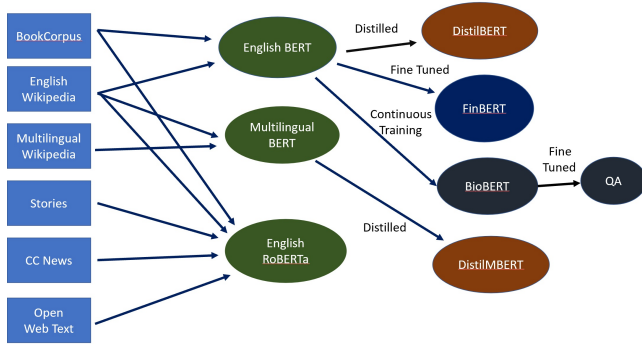 BookCorpus
English
Wikipedia
Multilingual
Wikipedia
Stories
CC News
Open
Web Text
English BERT
Multilingual
BERT
English
RoBERTa
Distilled
Fine Tuned
Continuous
Training
Distilled
DistilBERT
FinBERT
BioBERT
DistilMBERT
Fine
Tuned
QA